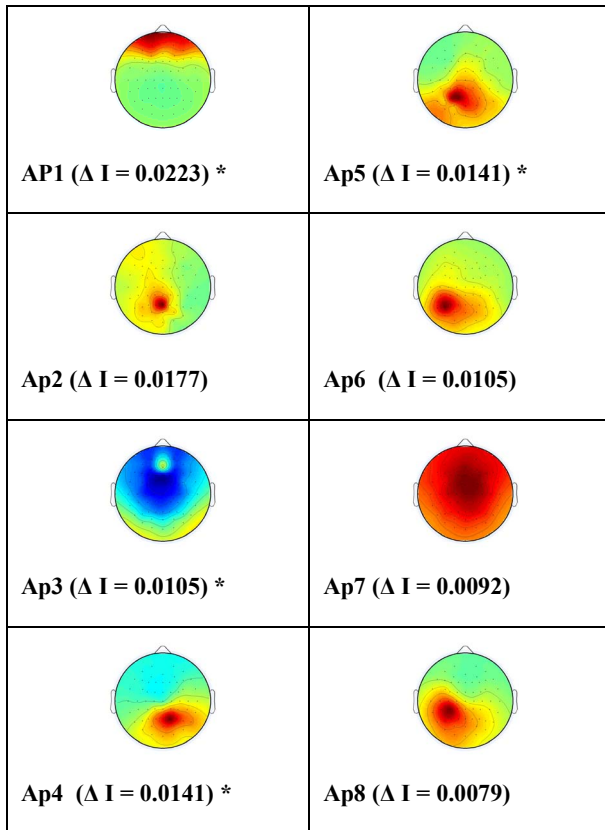 AP1 (Δ I = 0.0223) *
Ap5 (Δ I = 0.0141) *
Ap2 (Δ I = 0.0177)
Ap6 (Δ I = 0.0105)
Ap3 (Δ I = 0.0105) *
Ap7 (Δ I = 0.0092)
Ap4 (Δ I = 0.0141) *
Ap8 (Δ I = 0.0079)